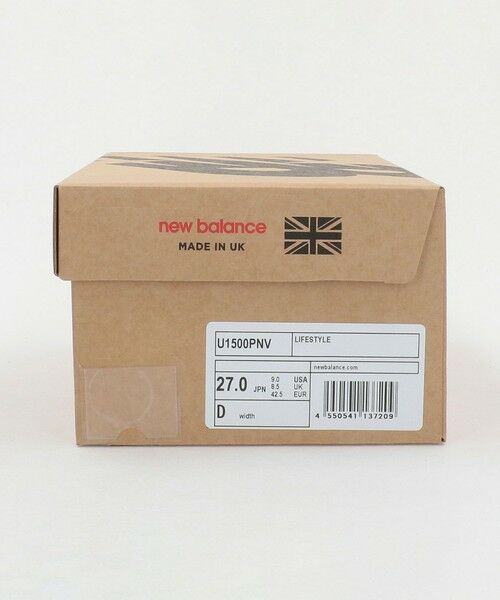 new balance
MADE IN UK
U1500PNV LIFESTYLE
newbalance.com
27.0 JPN 9.0 USA
8.5 UK
42.5 EUR
D width
4 550541 137209